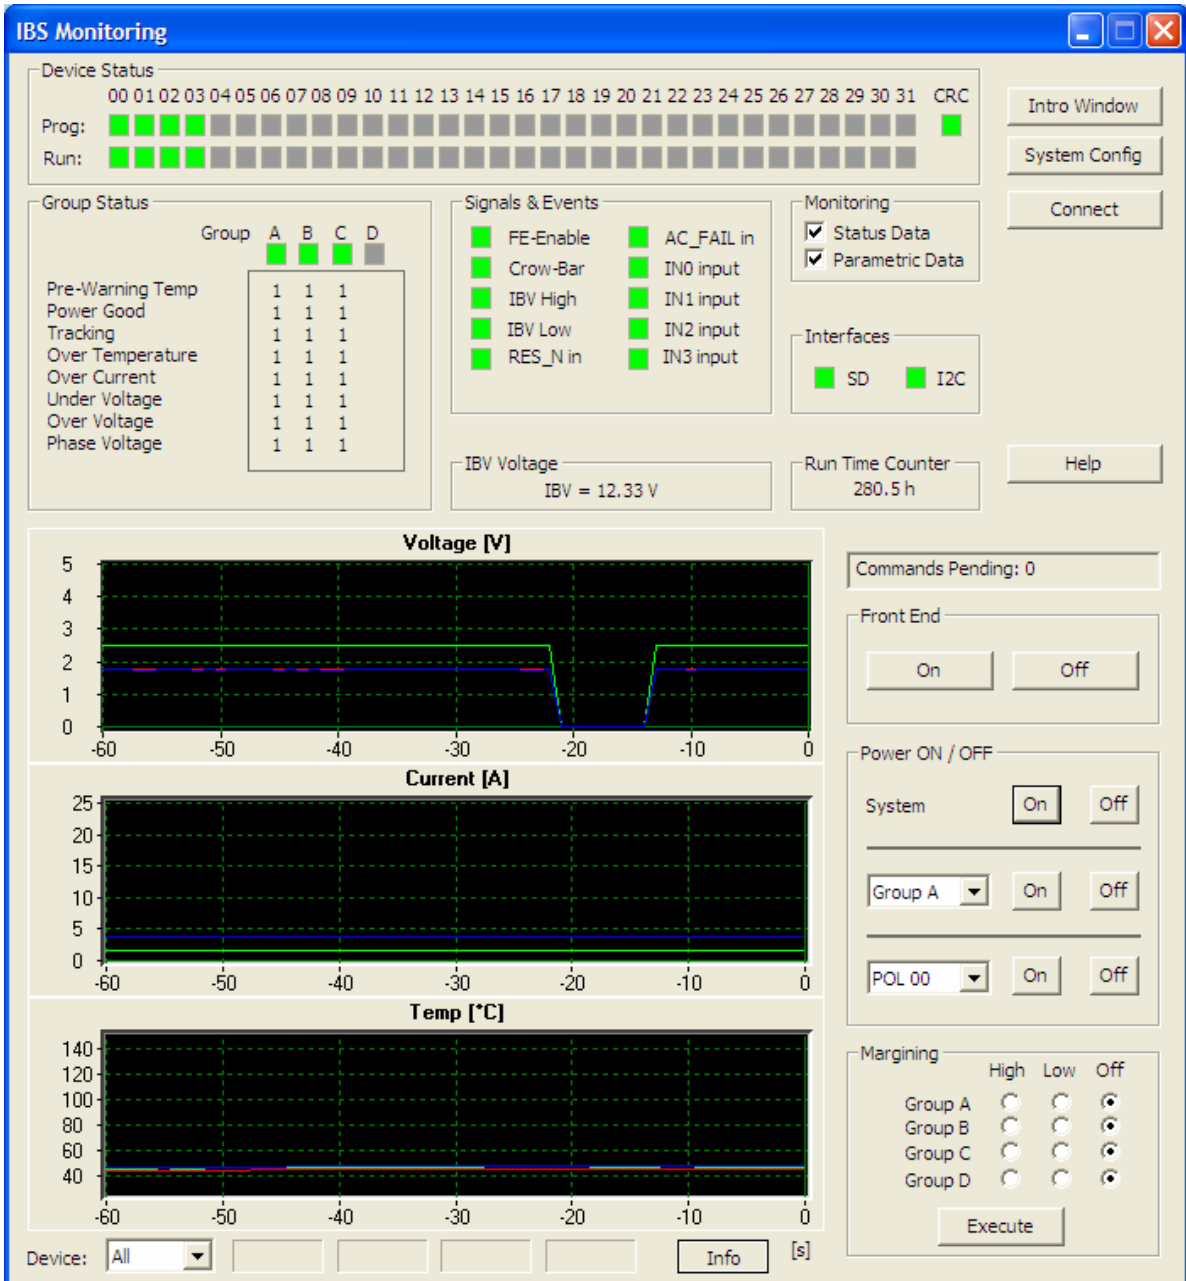 IBS Monitoring
Device Status
00 01 02 03 04 05 06 07 08 09 10 11 12 13 14 15 16 17 18 19 20 21 22 23 24 25 26 27 28 29 30 31 CRC
Prog:
Run:
Intro Window
System Config
Connect
Group Status
Group A B C D
Pre-Warning Temp 1 1 1
Power Good 1 1 1
Tracking 1 1 1
Over Temperature 1 1 1
Over Current 1 1 1
Under Voltage 1 1 1
Over Voltage 1 1 1
Phase Voltage 1 1 1
Signals & Events
FE-Enable AC_FAIL in
Crow-Bar IN0 input
IBV High IN1 input
IBV Low IN2 input
RES_N in IN3 input
Monitoring
Status Data
Parametric Data
Interfaces
SD I2C
IBV Voltage
IBV = 12.33 V
Run Time Counter
280.5 h
Help
Voltage [V]
5
4
3
2
1
0
-60 -50 -40 -30 -20 -10 0
Current [A]
25
20
15
10
5
0
-60 -50 -40 -30 -20 -10 0
Temp [°C]
140
120
100
80
60
40
-60 -50 -40 -30 -20 -10 0
Device: All Info [s]
Commands Pending: 0
Front End
On Off
Power ON / OFF
System On Off
Group A On Off
POL 00 On Off
Margining
High Low Off
Group A
Group B
Group C
Group D
Execute